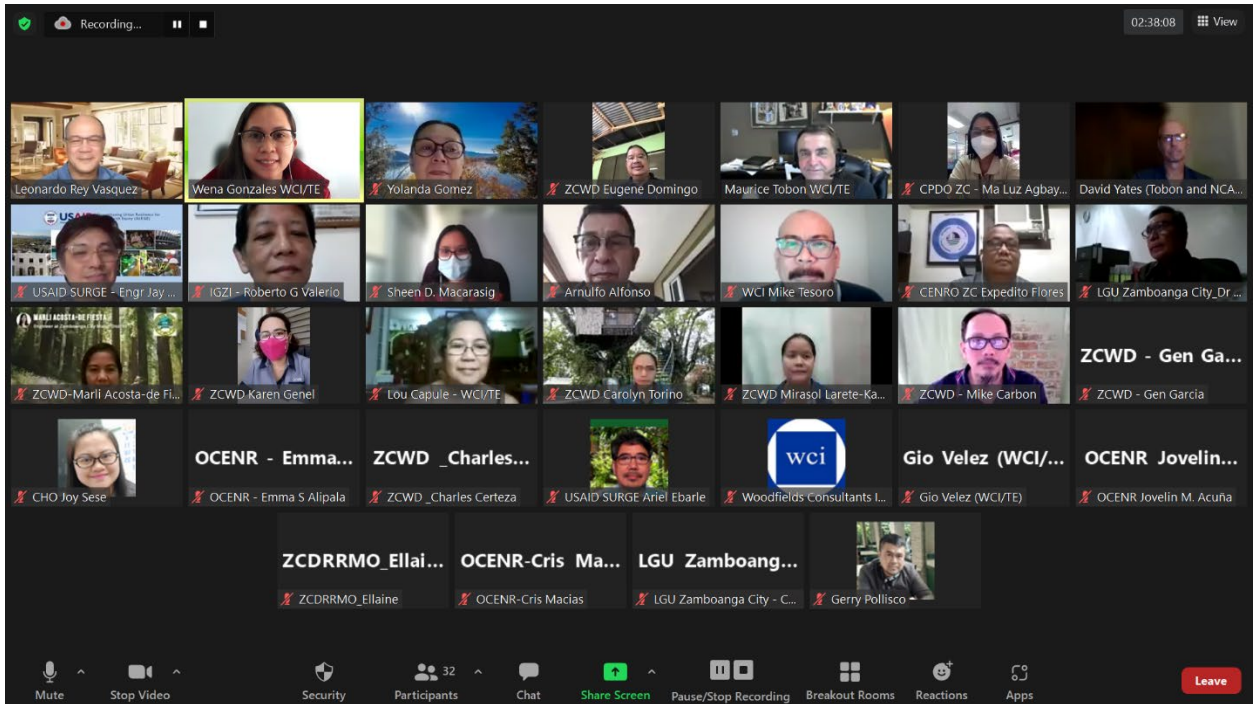 Recording...
02:38:08
View
Leonardo Rey Vasquez
Wena Gonzales WCI/TE
Yolanda Gomez
ZCWD Eugene Domingo
Maurice Tobon WCI/TE
CPDO ZC - Ma Luz Agbay...
David Yates (Tobon and NCA...
USAID
USAID SURGE - Engr Jay ...
IGZI - Roberto G Valerio
Sheen D. Macarasig
Arnulfo Alfonso
WCI Mike Tesoro
CENRO ZC Expedito Flores
LGU Zamboanga City_Dr ...
MARLI ACOSTA-DE FIESTA
ZCWD-Marli Acosta-de Fi...
ZCWD Karen Genel
Lou Capule - WCI/TE
ZCWD Carolyn Torino
ZCWD Mirasol Larete-Ka...
ZCWD - Mike Carbon
ZCWD - Gen Ga...
ZCWD - Gen Garcia
CHO Joy Sese
OCENR - Emma...
OCENR - Emma S Alipala
ZCWD _Charles...
ZCWD _Charles Certeza
USAID SURGE Ariel Ebarle
wci
Woodfields Consultants I...
Gio Velez (WCI/...
Gio Velez (WCI/TE)
OCENR Jovelin...
OCENR Jovelin M. Acuña
ZCDRRMO_Ellai...
ZCDRRMO_Ellaine
OCENR-Cris Ma...
OCENR-Cris Macias
LGU Zamboang...
LGU Zamboanga City - C...
Gerry Pollisco
Mute
Stop Video
Security
32
Participants
Chat
Share Screen
Pause/Stop Recording
Breakout Rooms
Reactions
Apps
Leave